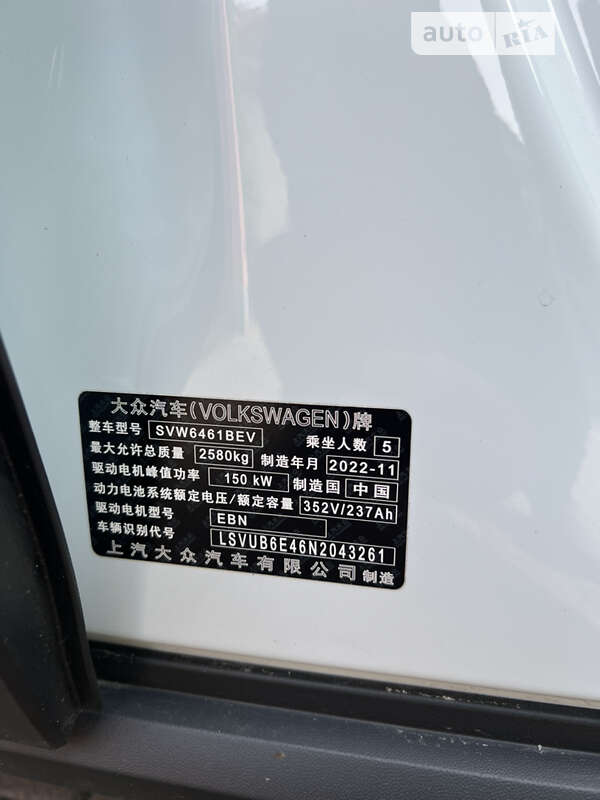 auto RIA
大众汽车(VOLKSWAGEN)牌
整车型号 SVW6461BEV 乘坐人数 5
最大允许总质量 2580kg 制造年月 2022-11
驱动电机峰值功率 150 kW 制造国 中国
动力电池系统额定电压/额定容量 352V/237Ah
驱动电机型号 EBN
车辆识别代号 LSVUB6E46N2043261
上汽大众汽车有限公司 制造